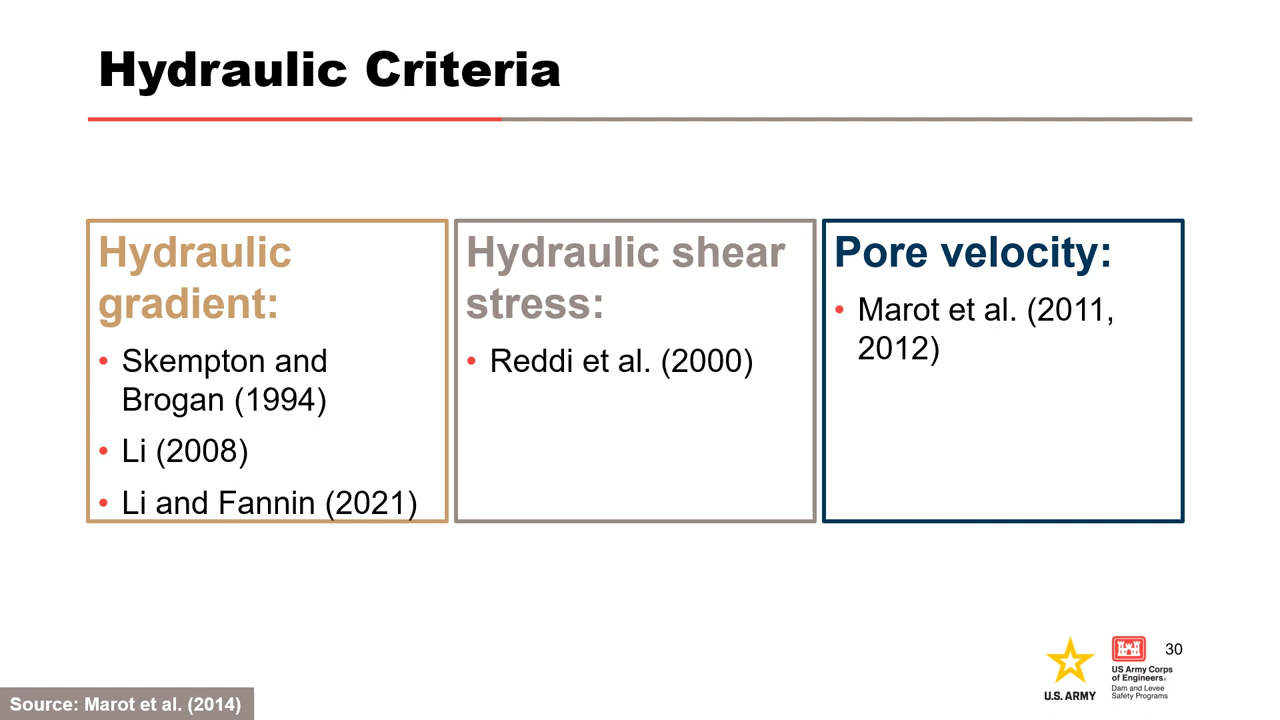 Hydraulic Criteria
Hydraulic
gradient:
• Skempton and
Brogan (1994)
• Li (2008)
• Li and Fannin (2021)
Hydraulic shear
stress:
• Reddi et al. (2000)
Pore velocity:
• Marot et al. (2011,
2012)
30
U.S. ARMY
US Army Corps
of Engineers®
Dam and Levee
Safety Programs
Source: Marot et al. (2014)